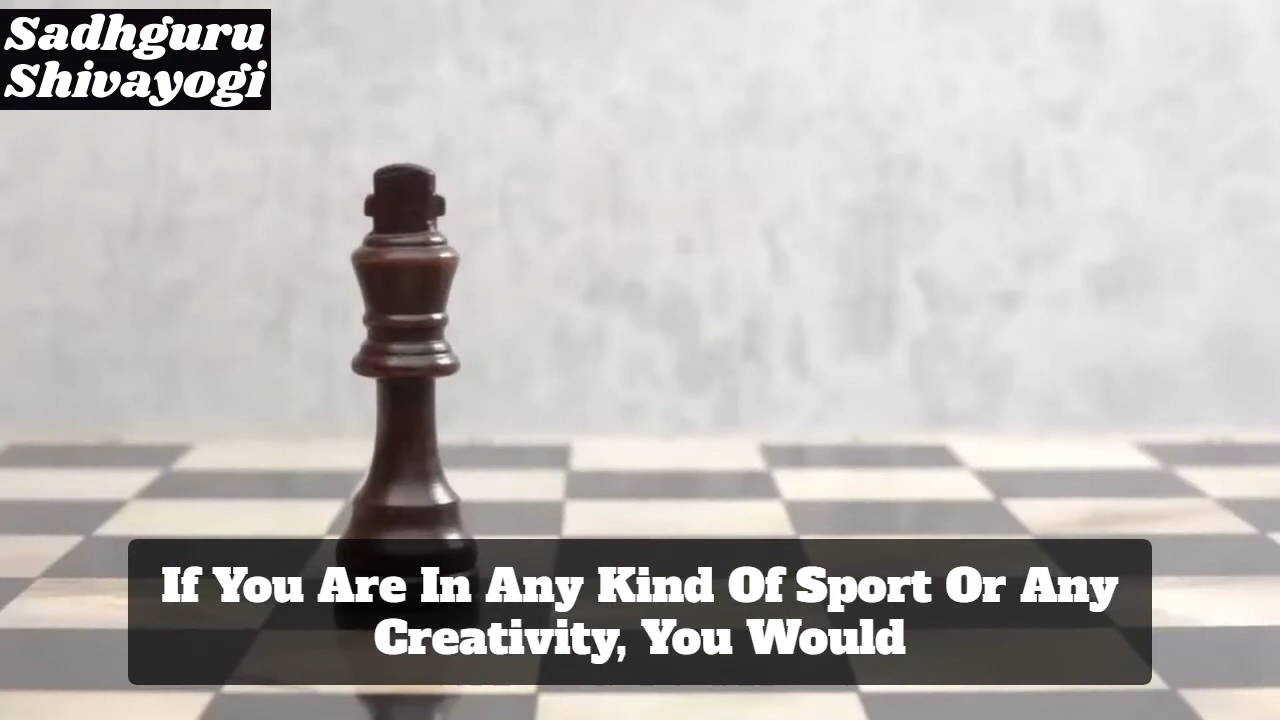 Sadhguru
Shivayogi
If You Are In Any Kind Of Sport Or Any
Creativity, You Would